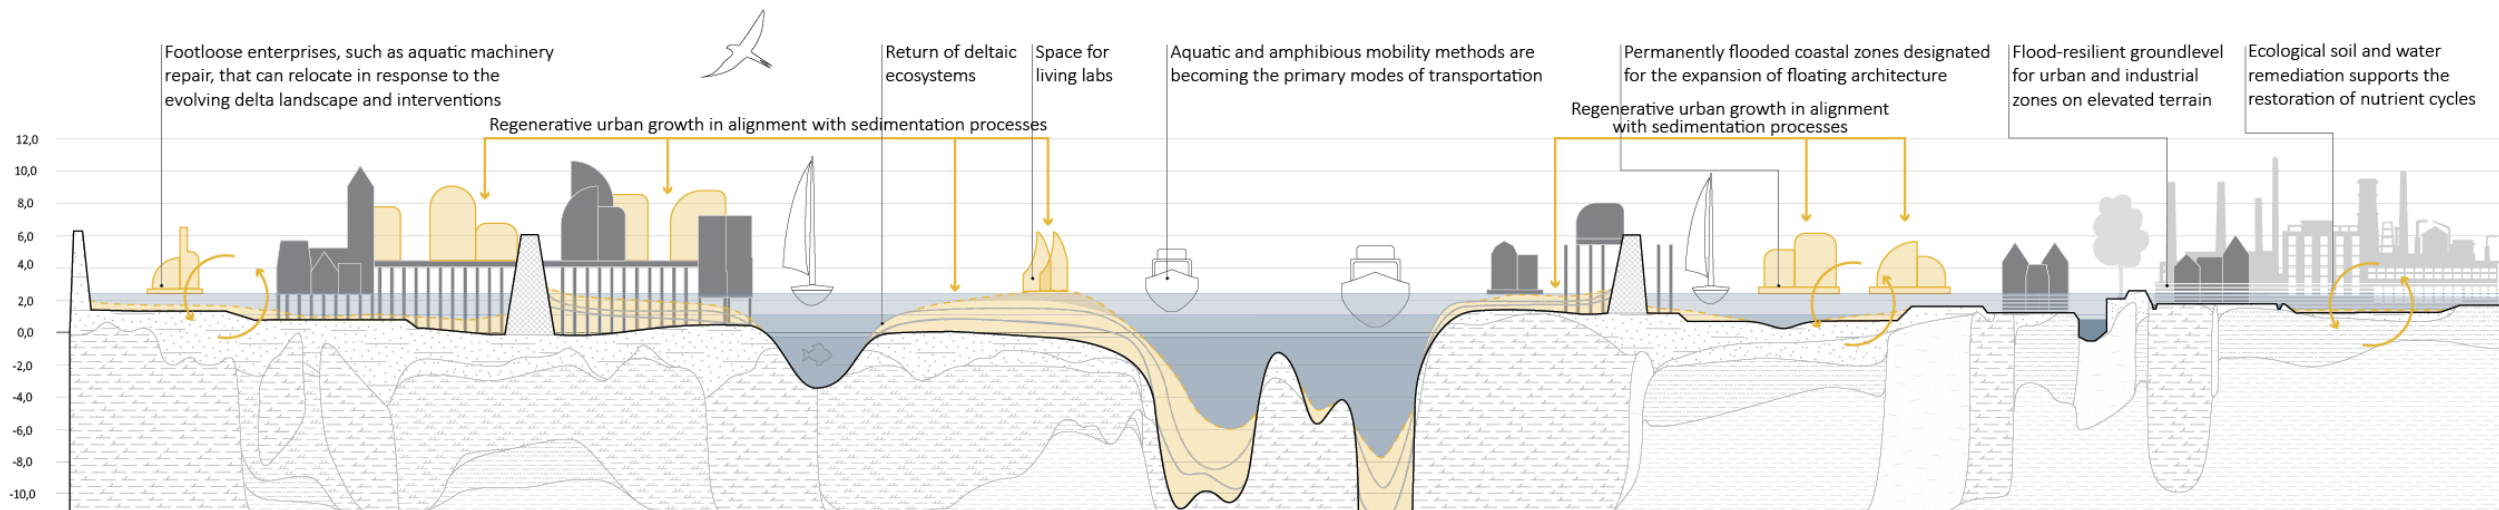 Footloose enterprises, such as aquatic machinery
repair, that can relocate in response to the
evolving delta landscape and interventions
Return of deltaic
ecosystems
Space for
living labs
Aquatic and amphibious mobility methods are
becoming the primary modes of transportation
Permanently flooded coastal zones designated
for the expansion of floating architecture
Flood-resilient groundlevel
for urban and industrial
zones on elevated terrain
Ecological soil and water
remediation supports the
restoration of nutrient cycles
Regenerative urban growth in alignment with sedimentation processes
Regenerative urban growth in alignment
with sedimentation processes
12,0
10,0
8,0
6,0
4,0
2,0
0,0
-2,0
-4,0
-6,0
-8,0
-10,0